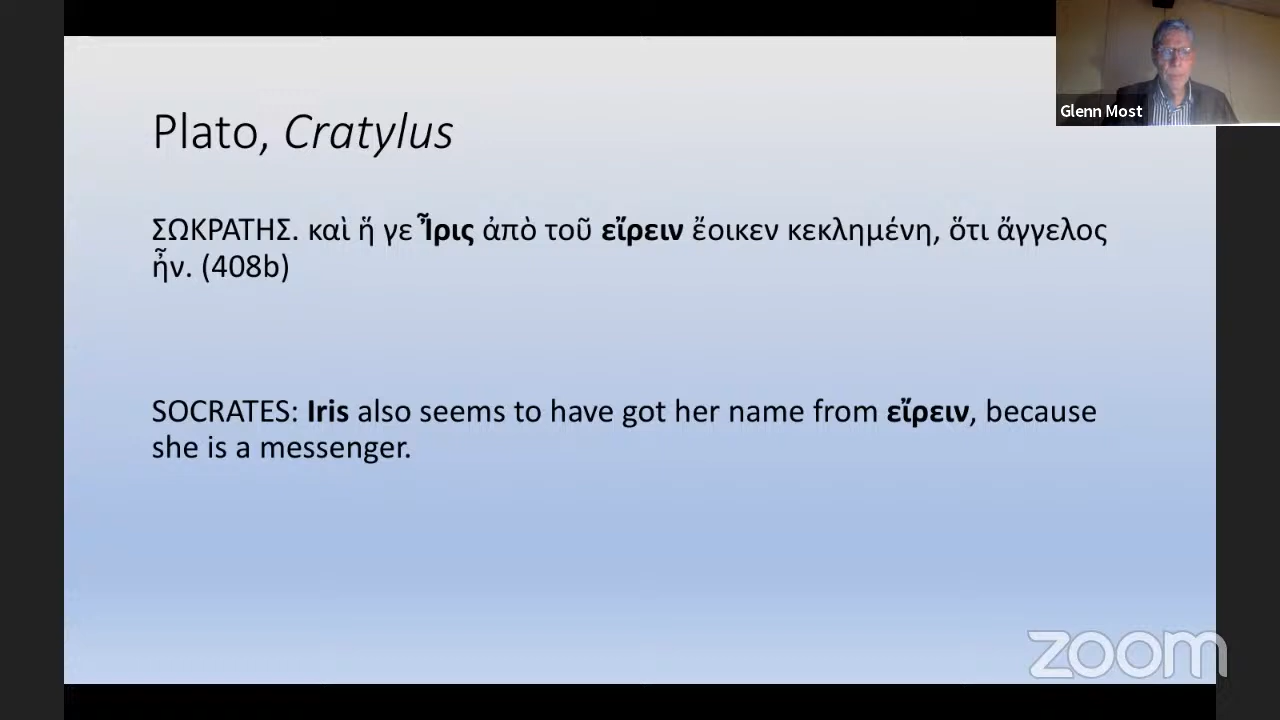 Glenn Most
Plato, Cratylus
ΣΩΚΡΑΤΗΣ. καὶ ἥ γε Ἶρις ἀπὸ τοῦ εἴρειν ἔοικεν κεκλημένη, ὅτι ἄγγελος
ἦν. (408b)
SOCRATES: Iris also seems to have got her name from εἴρειν, because
she is a messenger.
zoom